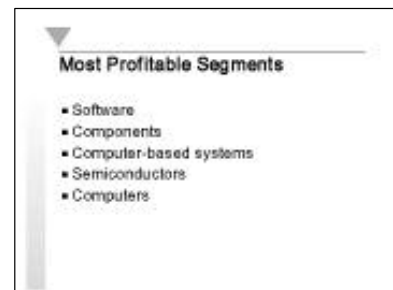 Most Profitable Segments
▪ Software
▪ Components
▪ Computer-based systems
▪ Semiconductors
▪ Computers